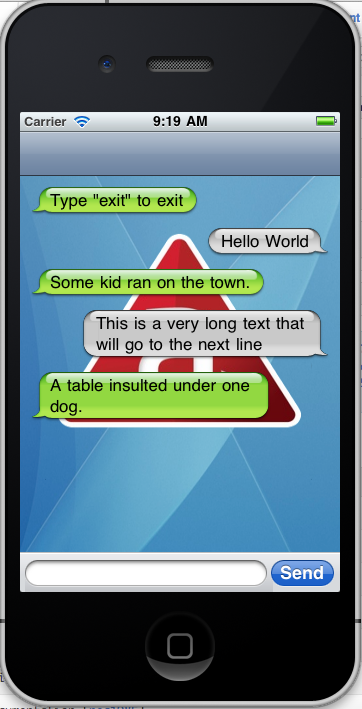 Carrier
9:19 AM
Type "exit" to exit
Hello World
Some kid ran on the town.
This is a very long text that
will go to the next line
A table insulted under one
dog.
Send